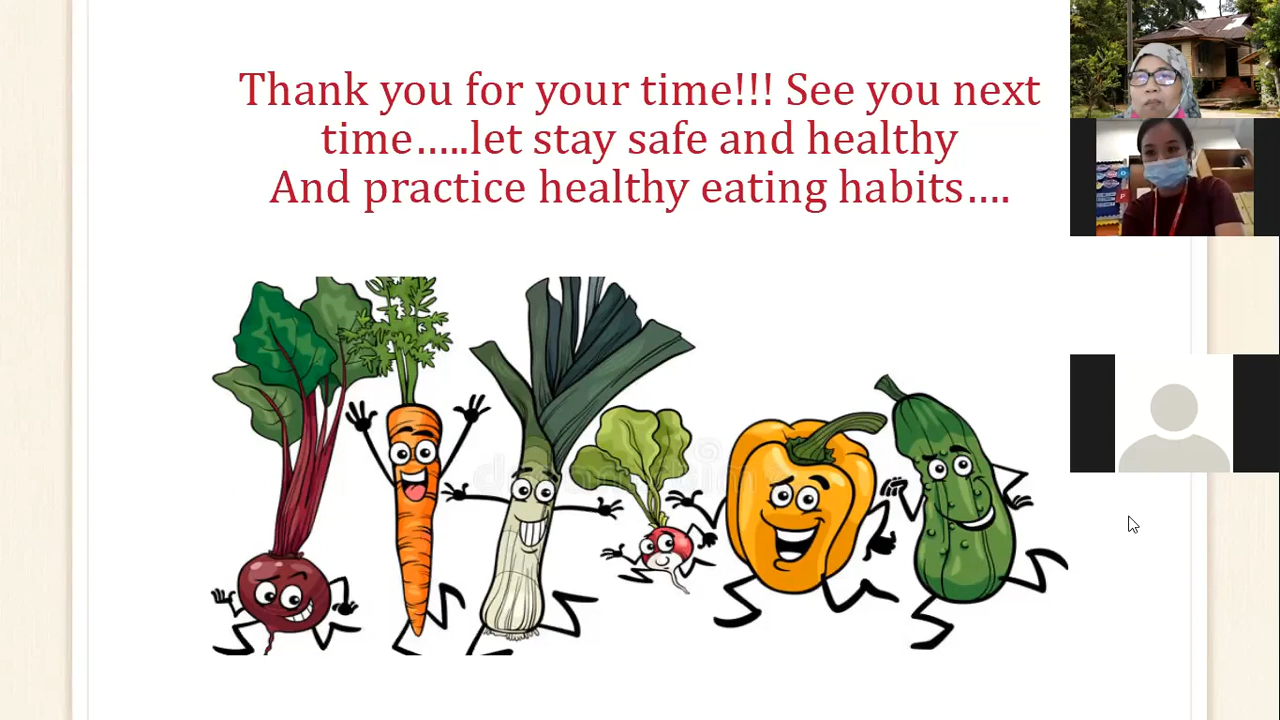 Thank you for your time!!! See you next
time…..let stay safe and healthy
And practice healthy eating habits….